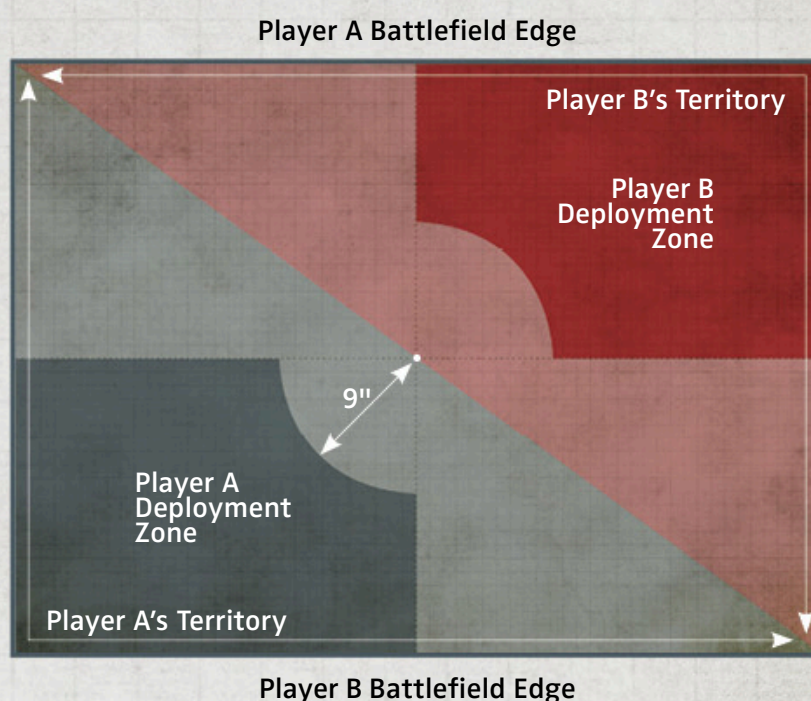 Player A Battlefield Edge
Player B's Territory
Player B
Deployment
Zone
9"
Player A
Deployment
Zone
Player A's Territory
Player B Battlefield Edge